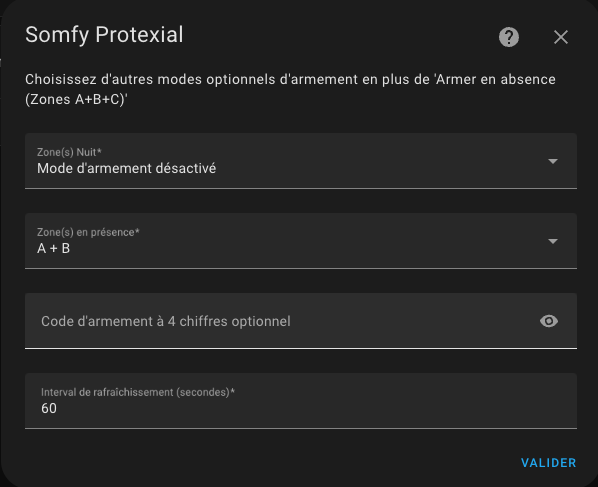 Somfy Protexial
Choisissez d'autres modes optionnels d'armement en plus de 'Armer en absence
(Zones A+B+C)'
Zone(s) Nuit*
Mode d'armement désactivé
Zone(s) en présence*
A + B
Code d'armement à 4 chiffres optionnel
Interval de rafraîchissement (secondes)*
60
VALIDER